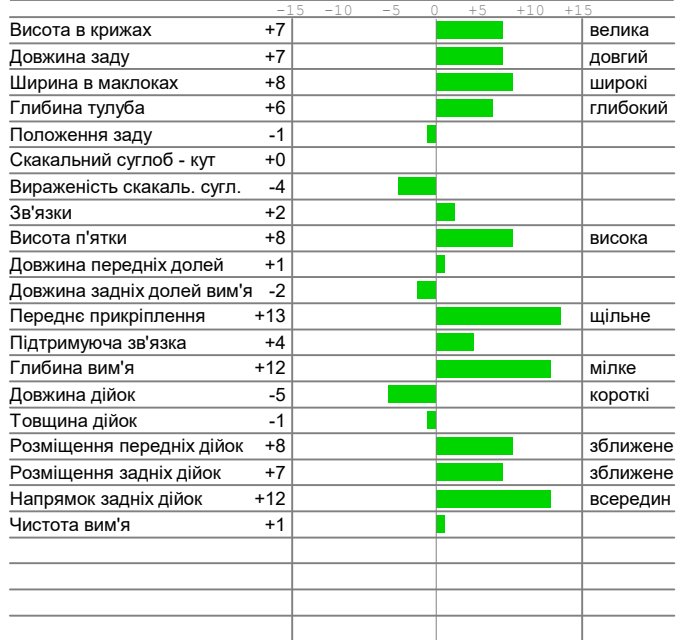 -15 -10 -5 0 +5 +10 +15
Висота в крижах +7 велика
Довжина заду +7 довгий
Ширина в маклоках +8 широкі
Глибина тулуба +6 глибокий
Положення заду -1
Скакальний суглоб - кут +0
Вираженість скакаль. сугл. -4
Зв'язки +2
Висота п'ятки +8 висока
Довжина передніх долей +1
Довжина задніх долей вим'я -2
Переднє прикріплення +13 щільне
Підтримуюча зв'язка +4
Глибина вим'я +12 мілке
Довжина дійок -5 короткі
Товщина дійок -1
Розміщення передніх дійок +8 зближене
Розміщення задніх дійок +7 зближене
Напрямок задніх дійок +12 всередин
Чистота вим'я +1